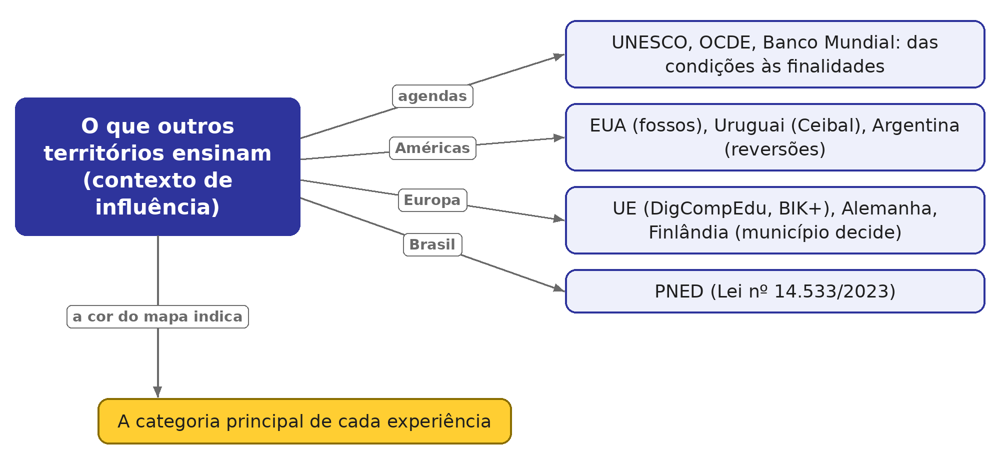 O que outros
territórios ensinam
(contexto de
influência)
agendas
UNESCO, OCDE, Banco Mundial: das
condições às finalidades
Américas
EUA (fossos), Uruguai (Ceibal), Argentina
(reversões)
Europa
UE (DigCompEdu, BIK+), Alemanha,
Finlândia (município decide)
Brasil
PNED (Lei nº 14.533/2023)
a cor do mapa indica
A categoria principal de cada experiência